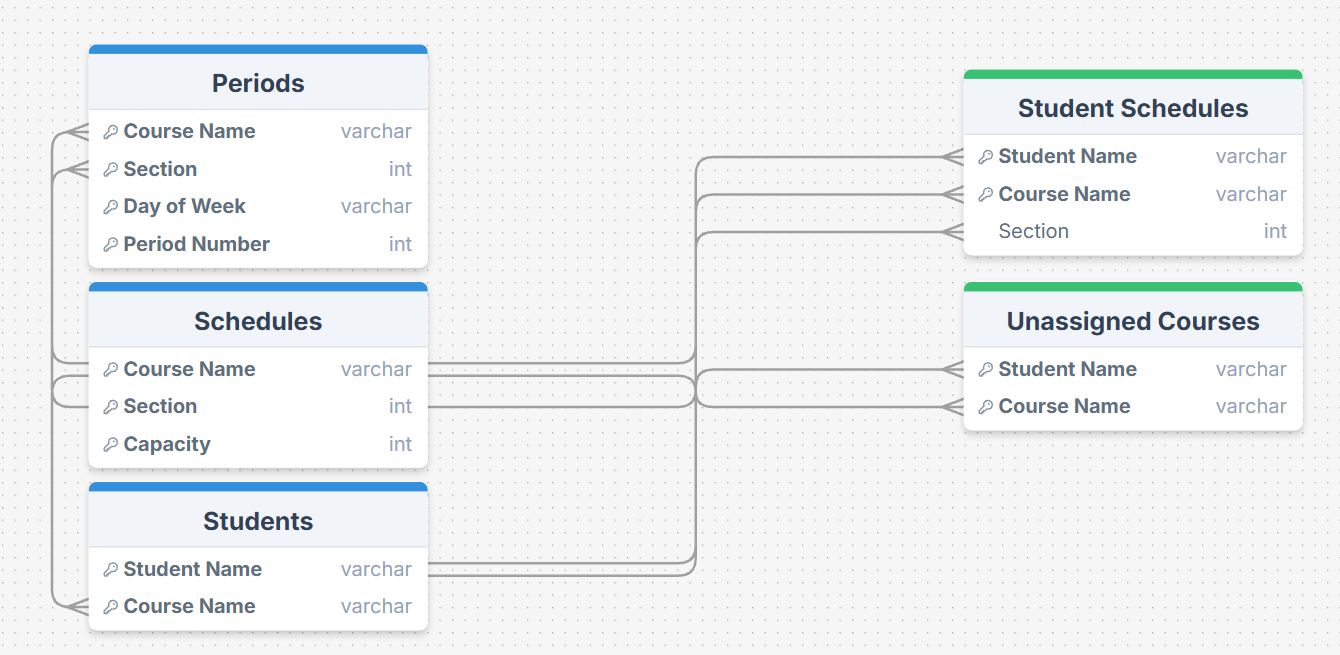 Periods
Course Name varchar
Section int
Day of Week varchar
Period Number int
Schedules
Course Name varchar
Section int
Capacity int
Students
Student Name varchar
Course Name varchar
Student Schedules
Student Name varchar
Course Name varchar
Section int
Unassigned Courses
Student Name varchar
Course Name varchar